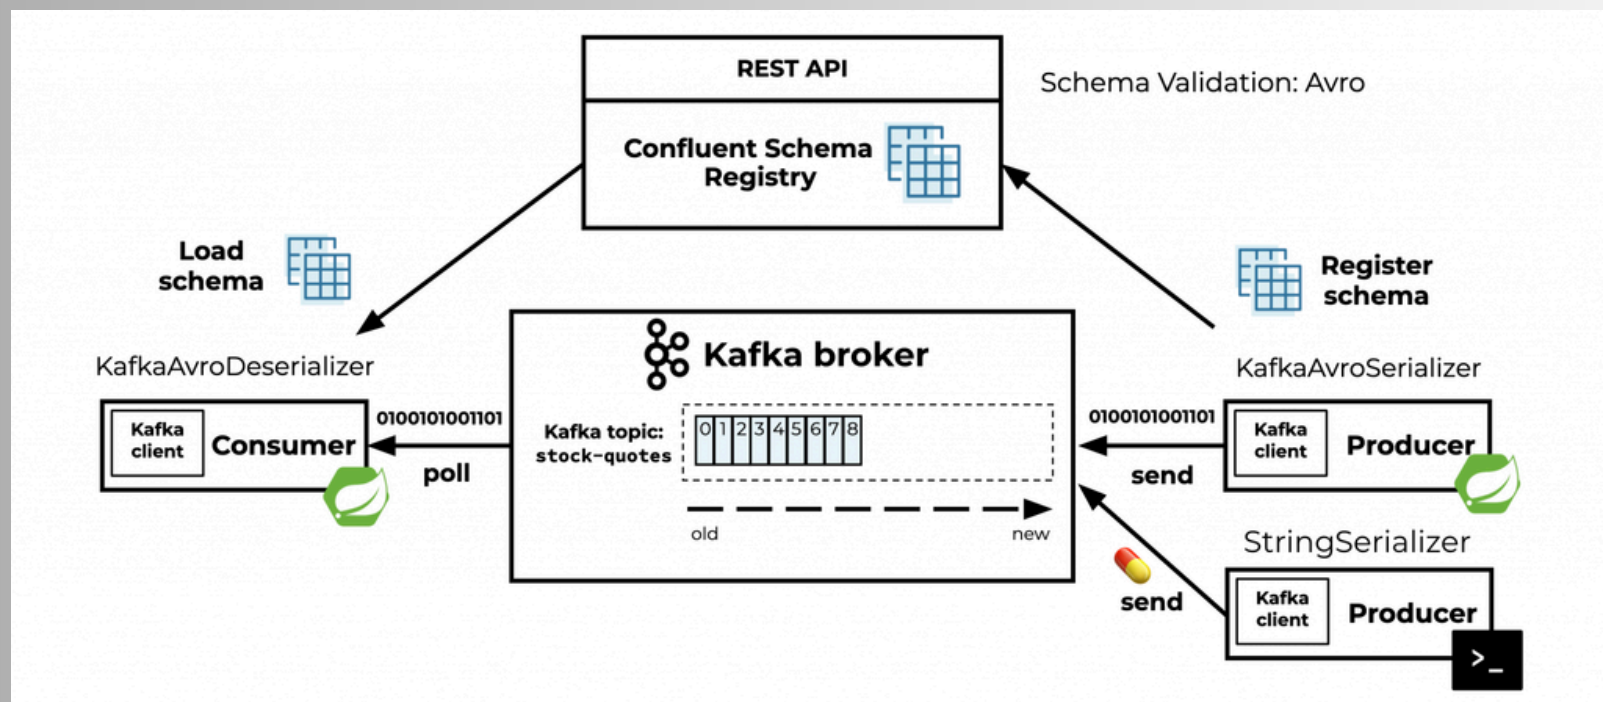 REST API
Schema Validation: Avro
Confluent Schema
Registry
Load
schema
Register
schema
KafkaAvroDeserializer
Kafka
client
Consumer
0100101001101
poll
Kafka broker
Kafka topic:
stock-quotes
0 1 2 3 4 5 6 7 8
old
new
0100101001101
send
KafkaAvroSerializer
Kafka
client
Producer
send
StringSerializer
Kafka
client
Producer
>_